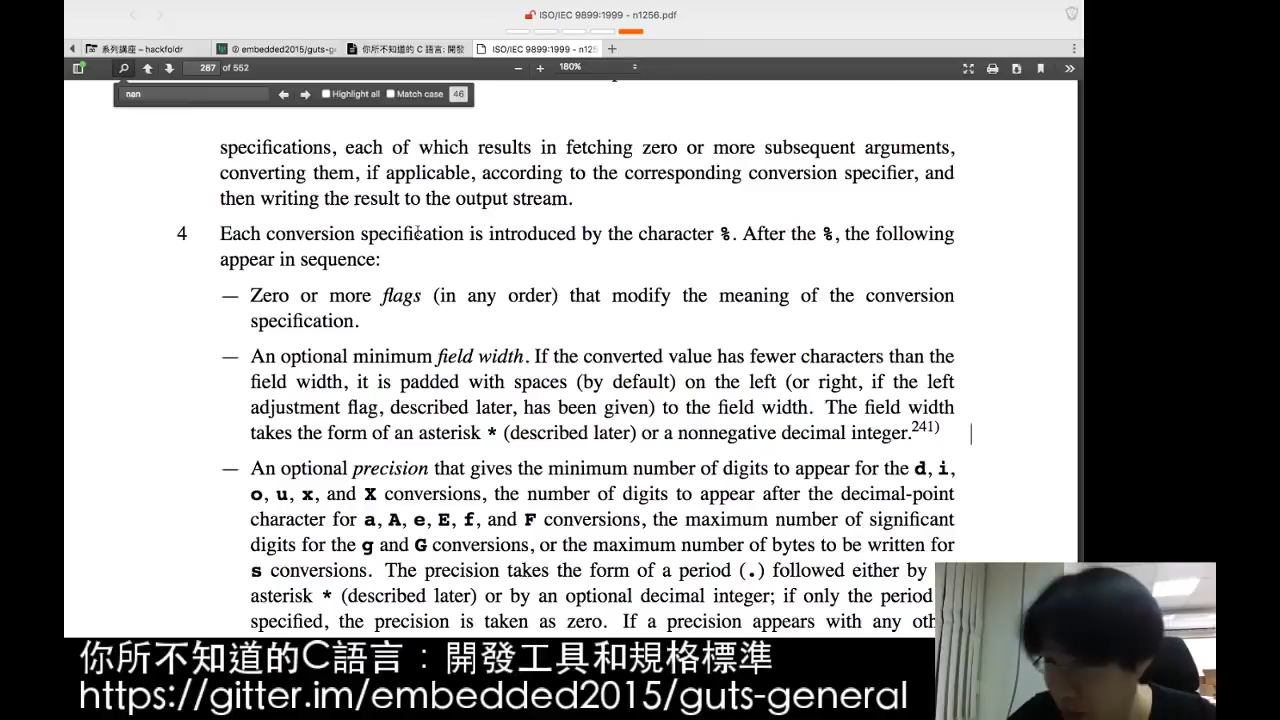 ISO/IEC 9899:1999 - n1256.pdf
系列講座 – hackfoldr
embedded2015/guts-g
你所不知道的 C 語言: 開發
ISO/IEC 9899:1999 - n125
287 of 552
180%
nan
Highlight all
Match case
46
specifications, each of which results in fetching zero or more subsequent arguments,
converting them, if applicable, according to the corresponding conversion specifier, and
then writing the result to the output stream.
4 Each conversion specification is introduced by the character %. After the %, the following
appear in sequence:
— Zero or more flags (in any order) that modify the meaning of the conversion
specification.
— An optional minimum field width. If the converted value has fewer characters than the
field width, it is padded with spaces (by default) on the left (or right, if the left
adjustment flag, described later, has been given) to the field width. The field width
takes the form of an asterisk * (described later) or a nonnegative decimal integer.241)
— An optional precision that gives the minimum number of digits to appear for the d, i,
o, u, x, and X conversions, the number of digits to appear after the decimal-point
character for a, A, e, E, f, and F conversions, the maximum number of significant
digits for the g and G conversions, or the maximum number of bytes to be written for
s conversions. The precision takes the form of a period (.) followed either by
asterisk * (described later) or by an optional decimal integer; if only the period
specified, the precision is taken as zero. If a precision appears with any oth
你所不知道的C語言：開發工具和規格標準
https://gitter.im/embedded2015/guts-general